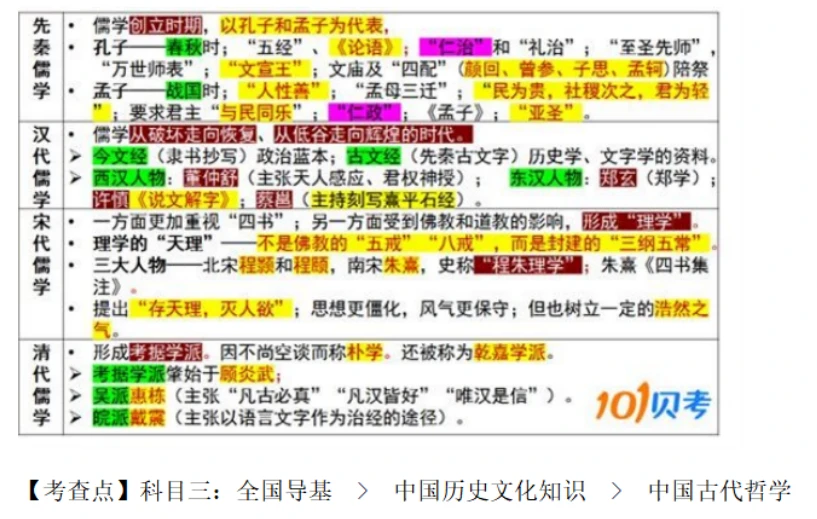 先秦儒学
• 儒学创立时期，以孔子和孟子为代表，
• 孔子——春秋时；“五经”、《论语》；“仁治”和“礼治”；“至圣先师”，
“万世师表”；“文宣王”；文庙及“四配”（颜回、曾参、子思、孟轲）陪祭
• 孟子——战国时；“人性善”；“孟母三迁”；“民为贵，社稷次之，君为轻
”；要求君主“与民同乐”；“仁政”；《孟子》；“亚圣”。
汉代儒学
• 儒学从破坏走向恢复、从低谷走向辉煌的时代。
➢ 今文经（隶书抄写）政治蓝本；古文经（先秦古文字）历史学、文字学的资料。
➢ 西汉人物：董仲舒（主张天人感应、君权神授）； 东汉人物：郑玄（郑学）；
许慎《说文解字》；蔡邕（主持刻写熹平石经）。
宋代儒学
• 一方面更加重视“四书”；另一方面受到佛教和道教的影响，形成“理学”。
• 理学的“天理”——不是佛教的“五戒”“八戒”，而是封建的“三纲五常”。
• 三大人物——北宋程颢和程颐，南宋朱熹，史称“程朱理学”；朱熹《四书集
注》。
• 提出“存天理，灭人欲”；思想更僵化，风气更保守；但也树立一定的浩然之
气。
清代儒学
• 形成考据学派。因不尚空谈而称朴学。还被称为乾嘉学派。
➢ 考据学派肇始于顾炎武；
➢ 吴派惠栋（主张“凡古必真”“凡汉皆好”“唯汉是信”）。
➢ 皖派戴震（主张以语言文字作为治经的途径）。
101贝考
【考查点】科目三：全国导基 > 中国历史文化知识 > 中国古代哲学